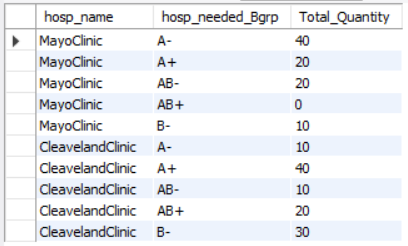 hosp_name hosp_needed_Bgrp Total_Quantity
MayoClinic A- 40
MayoClinic A+ 20
MayoClinic AB- 20
MayoClinic AB+ 0
MayoClinic B- 10
CleavelandClinic A- 10
CleavelandClinic A+ 40
CleavelandClinic AB- 10
CleavelandClinic AB+ 20
CleavelandClinic B- 30